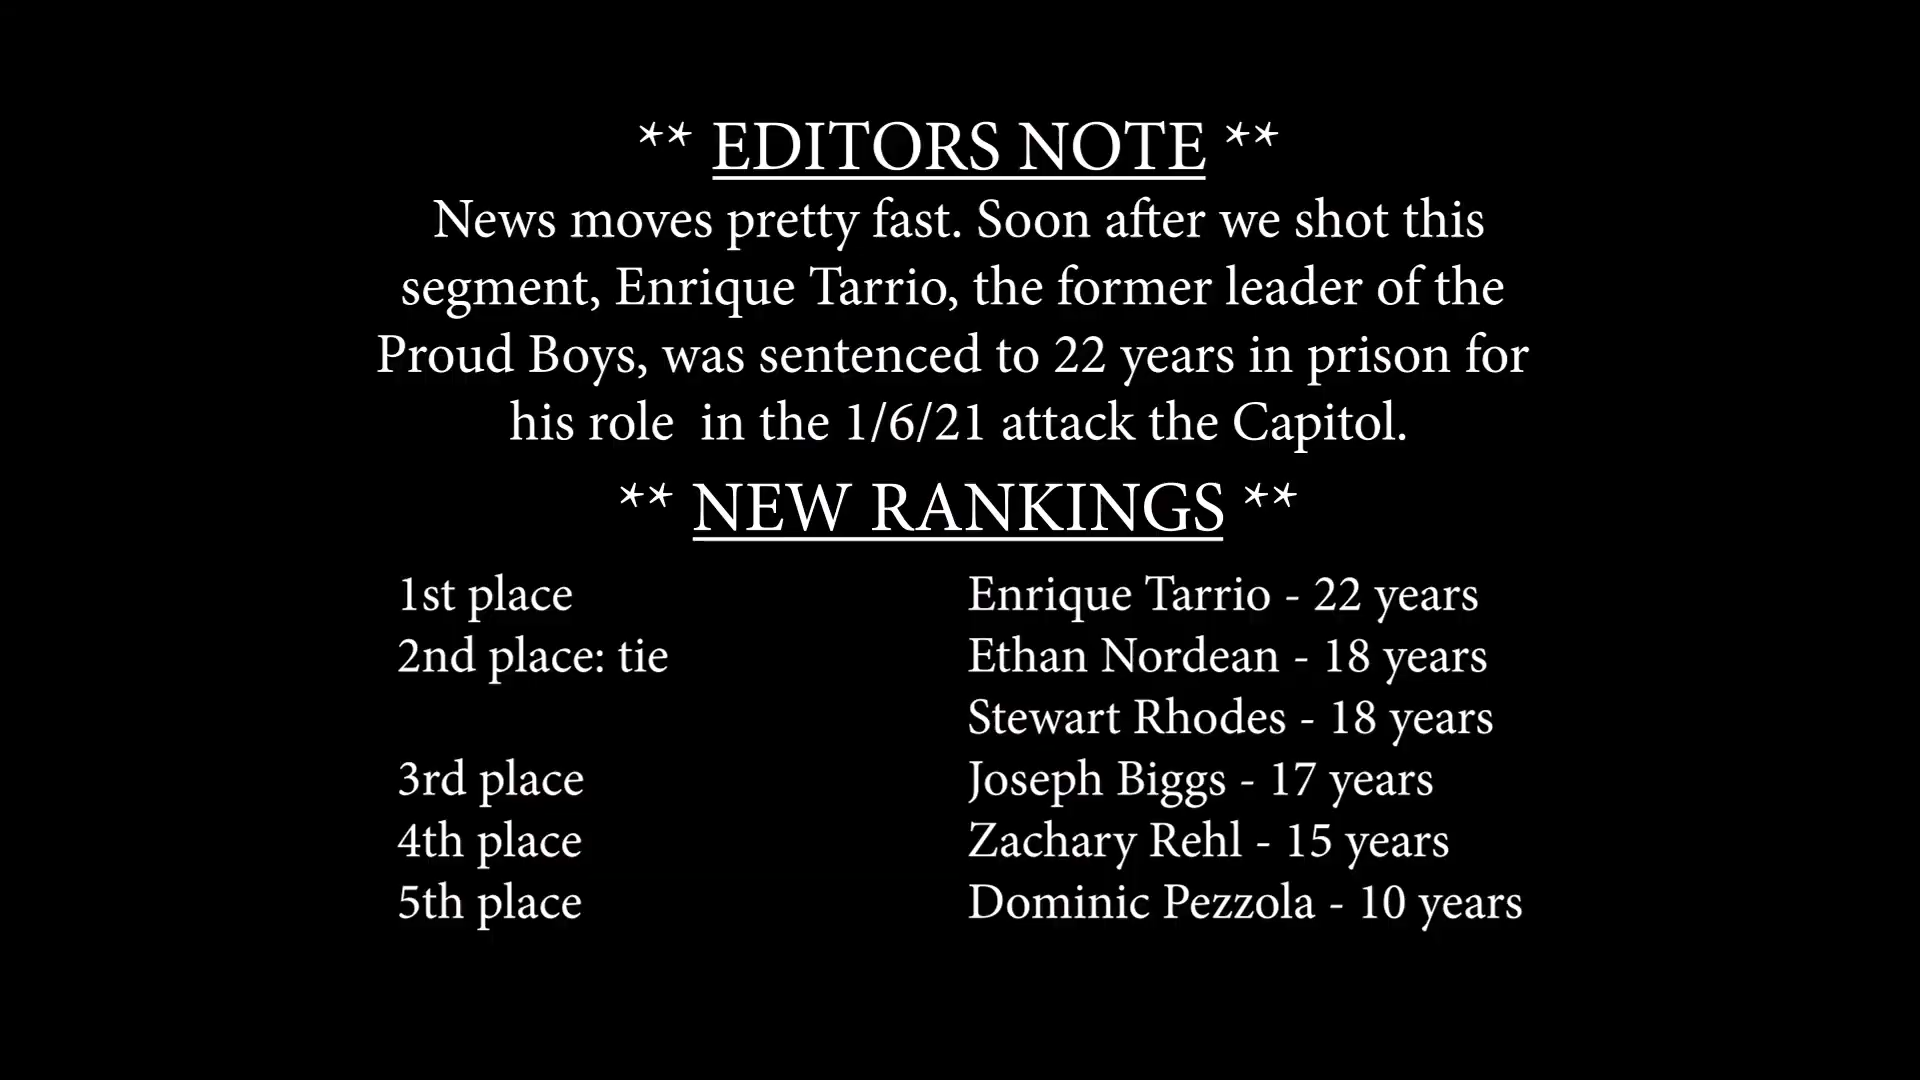 ** EDITORS NOTE **
News moves pretty fast. Soon after we shot this
segment, Enrique Tarrio, the former leader of the
Proud Boys, was sentenced to 22 years in prison for
his role  in the 1/6/21 attack the Capitol.
** NEW RANKINGS **
1st place Enrique Tarrio - 22 years
2nd place: tie Ethan Nordean - 18 years
Stewart Rhodes - 18 years
3rd place Joseph Biggs - 17 years
4th place Zachary Rehl - 15 years
5th place Dominic Pezzola - 10 years